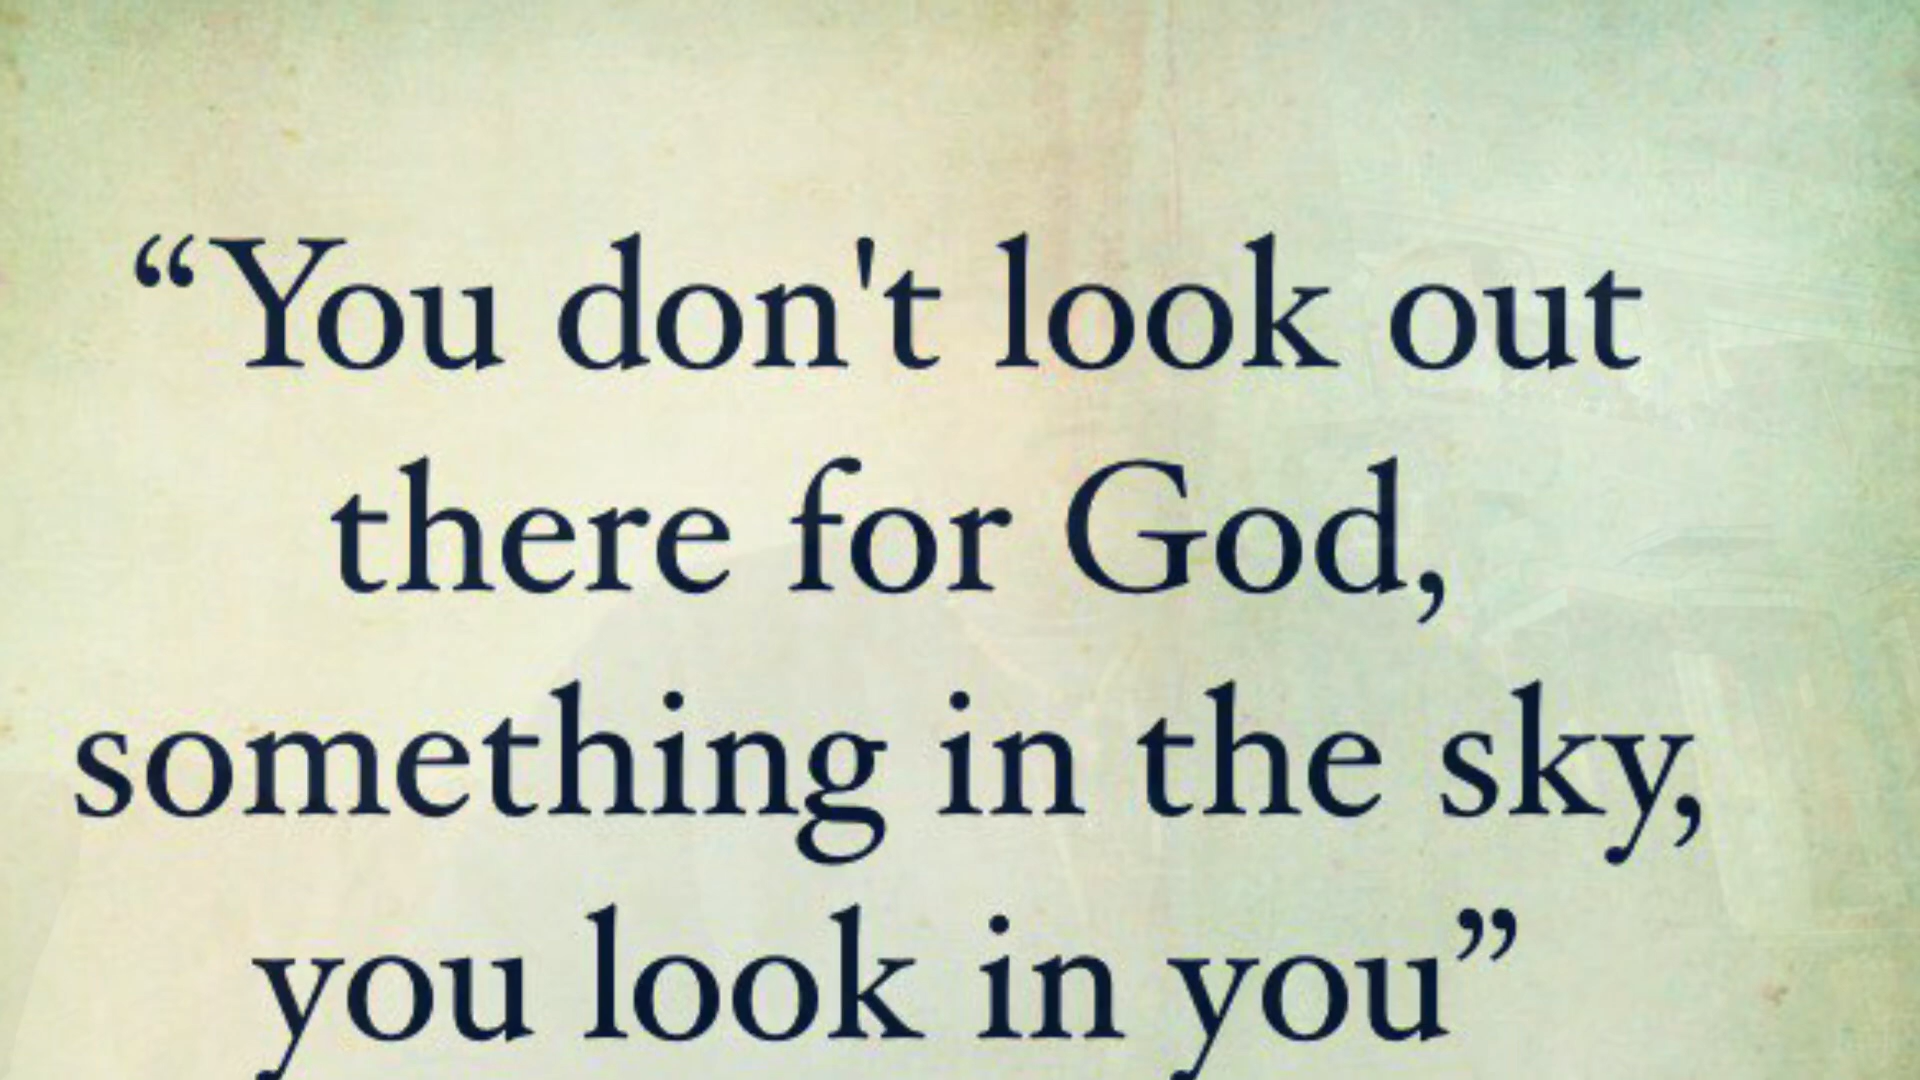 “You don't look out
there for God,
something in the sky,
you look in you”